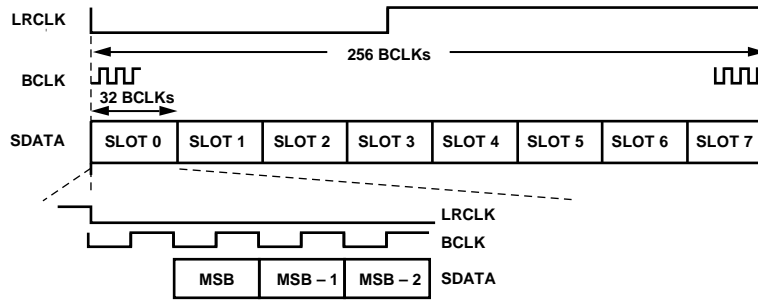 LRCLK
256 BCLKs
BCLK
32 BCLKs
SDATA SLOT 0 SLOT 1 SLOT 2 SLOT 3 SLOT 4 SLOT 5 SLOT 6 SLOT 7
LRCLK
BCLK
MSB MSB – 1 MSB – 2 SDATA